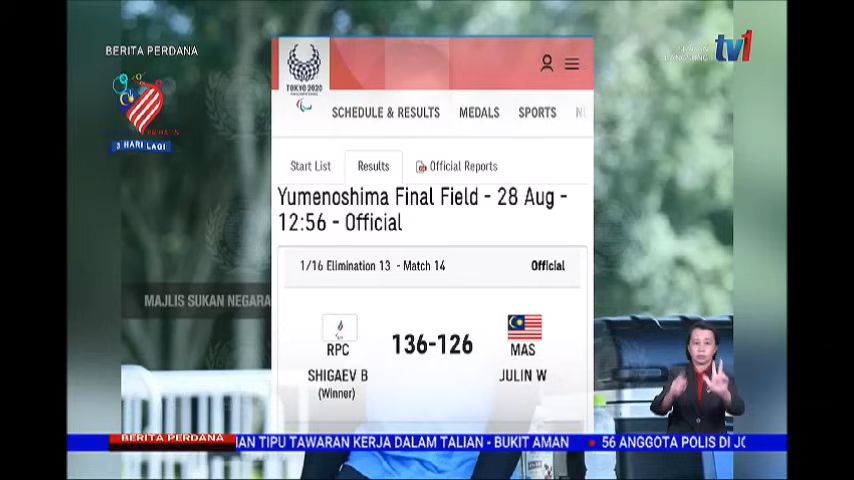 BERITA PERDANA
tv1
3 HARI LAGI
TOKYO 2020
SCHEDULE & RESULTS MEDALS SPORTS
Start List Results Official Reports
Yumenoshima Final Field - 28 Aug -
12:56 - Official
1/16 Elimination 13 - Match 14 Official
MAJLIS SUKAN NEGARA
136-126
RPC MAS
SHIGAEV B JULIN W
(Winner)
BERITA PERDANA IAN TIPU TAWARAN KERJA DALAM TALIAN - BUKIT AMAN • 56 ANGGOTA POLIS DI